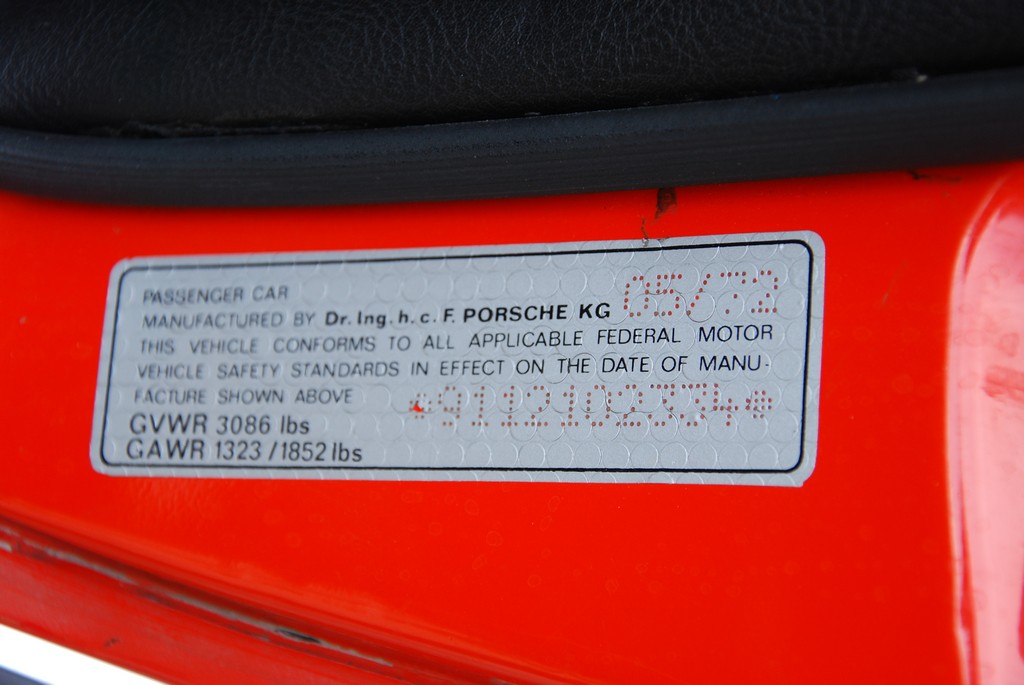 PASSENGER CAR 05/72
MANUFACTURED BY Dr. Ing. h. c. F. PORSCHE KG
THIS VEHICLE CONFORMS TO ALL APPLICABLE FEDERAL MOTOR
VEHICLE SAFETY STANDARDS IN EFFECT ON THE DATE OF MANU-
FACTURE SHOWN ABOVE *9112102334*
GVWR 3086 lbs
GAWR 1323 / 1852 lbs